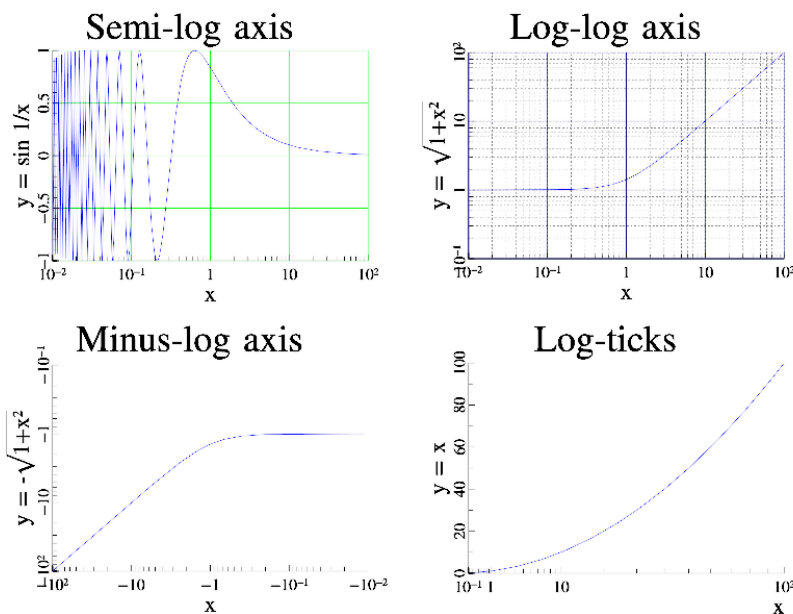 Semi-log axis
y = sin 1/x
1
0.5
0
−0.5
−1
10⁻² 10⁻¹ 1 10 10²
x
Log-log axis
y = √1+x²
10²
10
1
10⁻¹
10⁻² 10⁻¹ 1 10 10²
x
Minus-log axis
y = -√1+x²
−10⁻¹
−1
−10
−10²
−10² −10 −1 −10⁻¹ −10⁻²
x
Log-ticks
y = x
100
80
60
40
20
0
10⁻¹ 1 10 10²
x